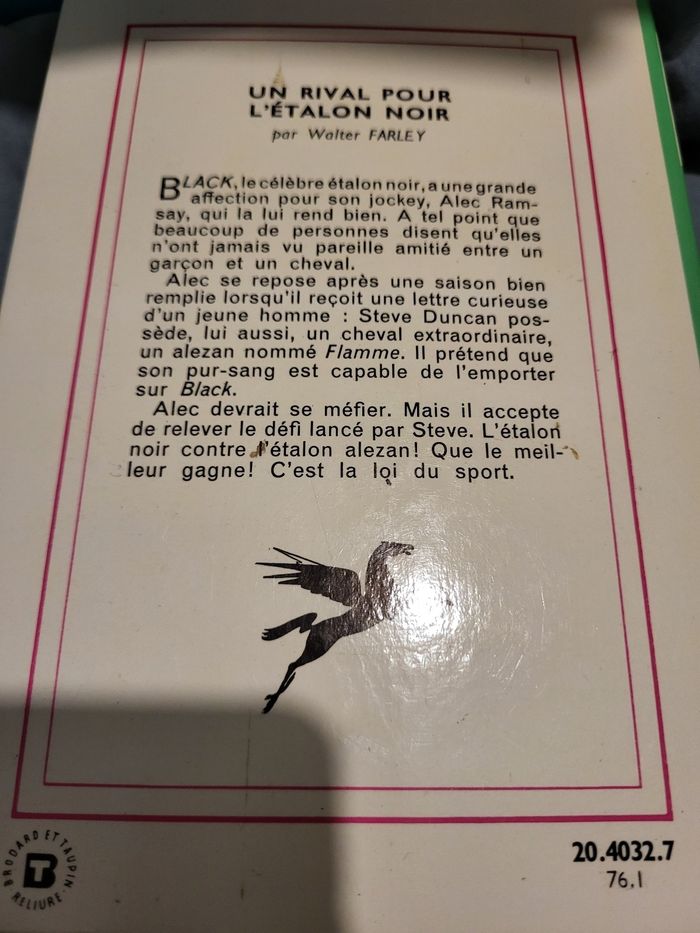 UN RIVAL POUR
L'ÉTALON NOIR
par Walter FARLEY
BLACK, le célèbre étalon noir, a une grande
affection pour son jockey, Alec Ram-
say, qui la lui rend bien. A tel point que
beaucoup de personnes disent qu'elles
n'ont jamais vu pareille amitié entre un
garçon et un cheval.
Alec se repose après une saison bien
remplie lorsqu'il reçoit une lettre curieuse
d'un jeune homme : Steve Duncan pos-
sède, lui aussi, un cheval extraordinaire,
un alezan nommé Flamme. Il prétend que
son pur-sang est capable de l'emporter
sur Black.
Alec devrait se méfier. Mais il accepte
de relever le défi lancé par Steve. L'étalon
noir contre l'étalon alezan! Que le meil-
leur gagne! C'est la loi du sport.
BRODARD ET TAUPIN
BT
RELIURE
20.4032.7
76.1